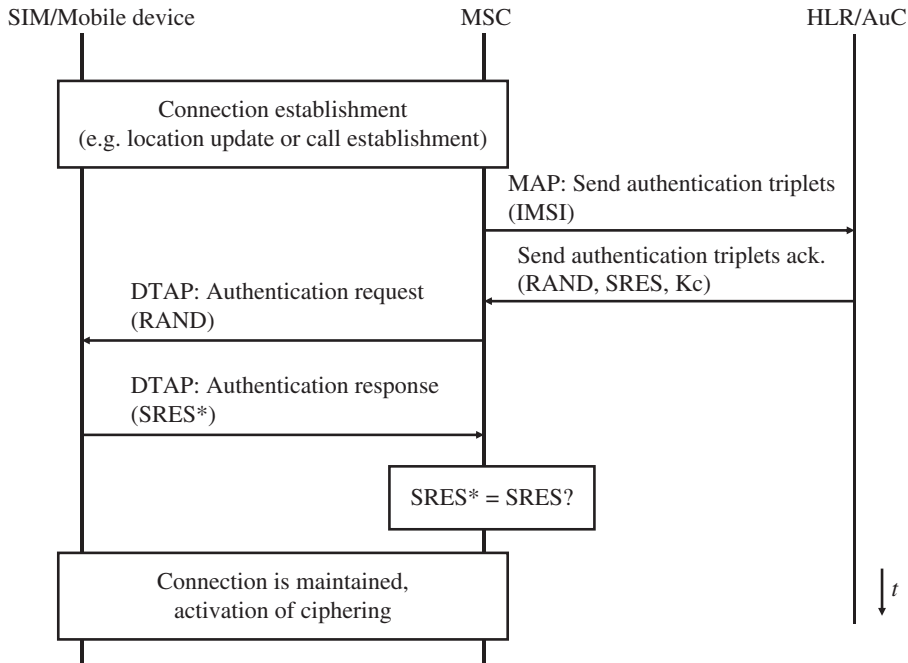 SIM/Mobile device
MSC
HLR/AuC
Connection establishment
(e.g. location update or call establishment)
MAP: Send authentication triplets
(IMSI)
Send authentication triplets ack.
(RAND, SRES, Kc)
DTAP: Authentication request
(RAND)
DTAP: Authentication response
(SRES*)
SRES* = SRES?
Connection is maintained,
activation of ciphering
t